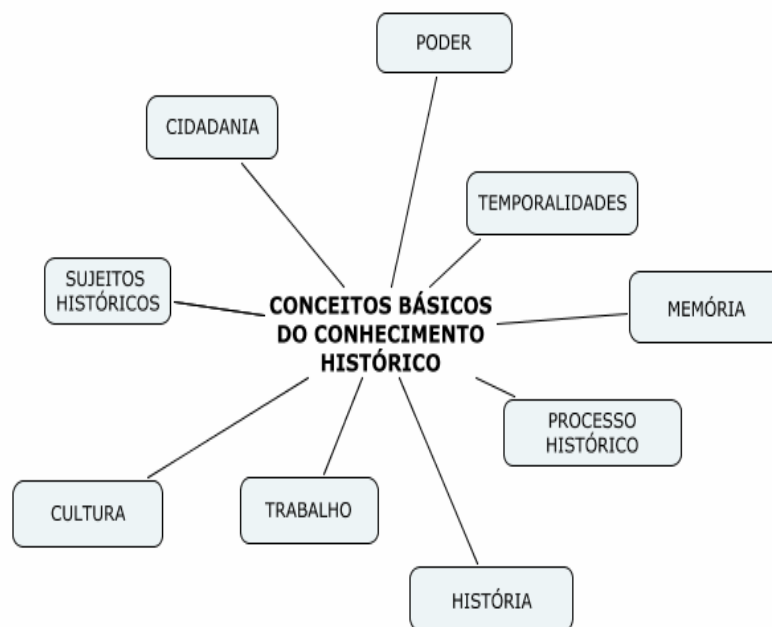 PODER
CIDADANIA
TEMPORALIDADES
SUJEITOS
HISTÓRICOS
CONCEITOS BÁSICOS
DO CONHECIMENTO
HISTÓRICO
MEMÓRIA
PROCESSO
HISTÓRICO
CULTURA
TRABALHO
HISTÓRIA